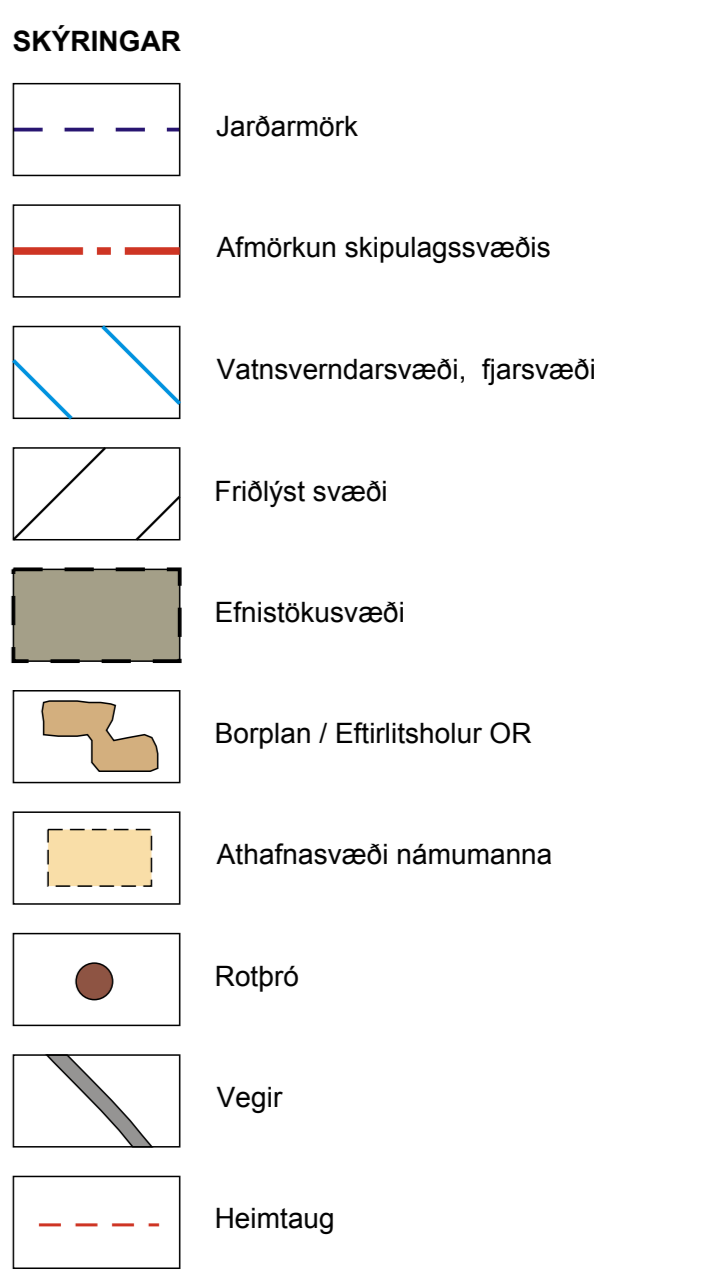 SKÝRINGAR
Jarðarmörk
Afmörkun skipulagssvæðis
Vatnsverndarsvæði, fjarsvæði
Friðlýst svæði
Efnistökusvæði
Borplan / Eftirlitsholur OR
Athafnasvæði námumanna
Rotþró
Vegir
Heimtaug